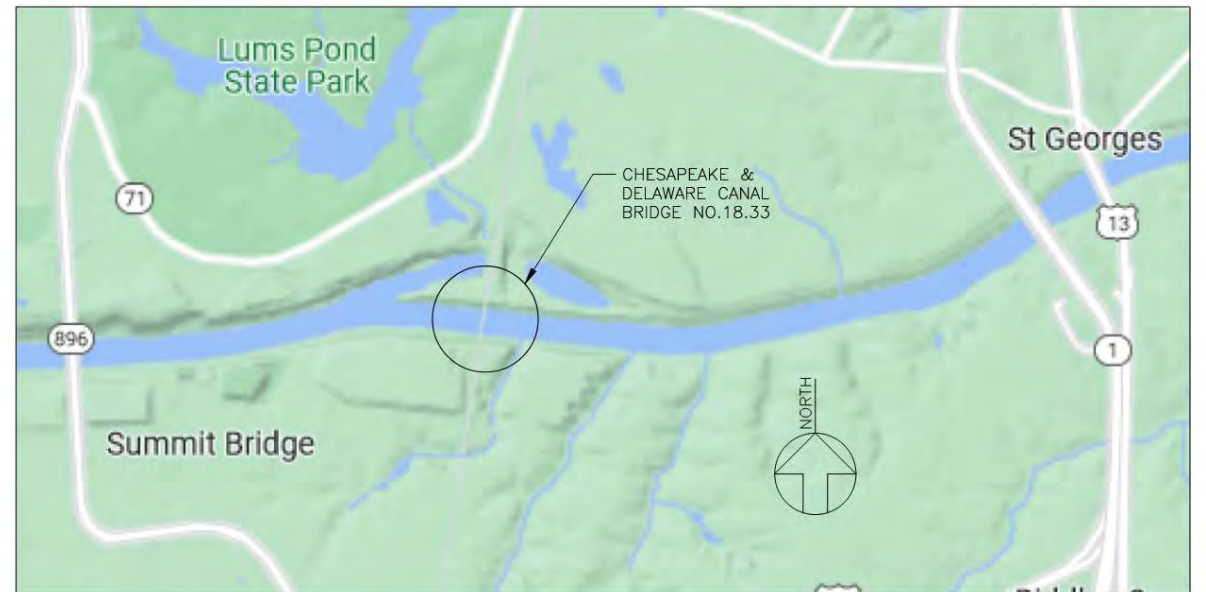 Lums Pond
State Park
St Georges
CHESAPEAKE &
DELAWARE CANAL
BRIDGE NO.18.33
71
13
896
1
NORTH
Summit Bridge